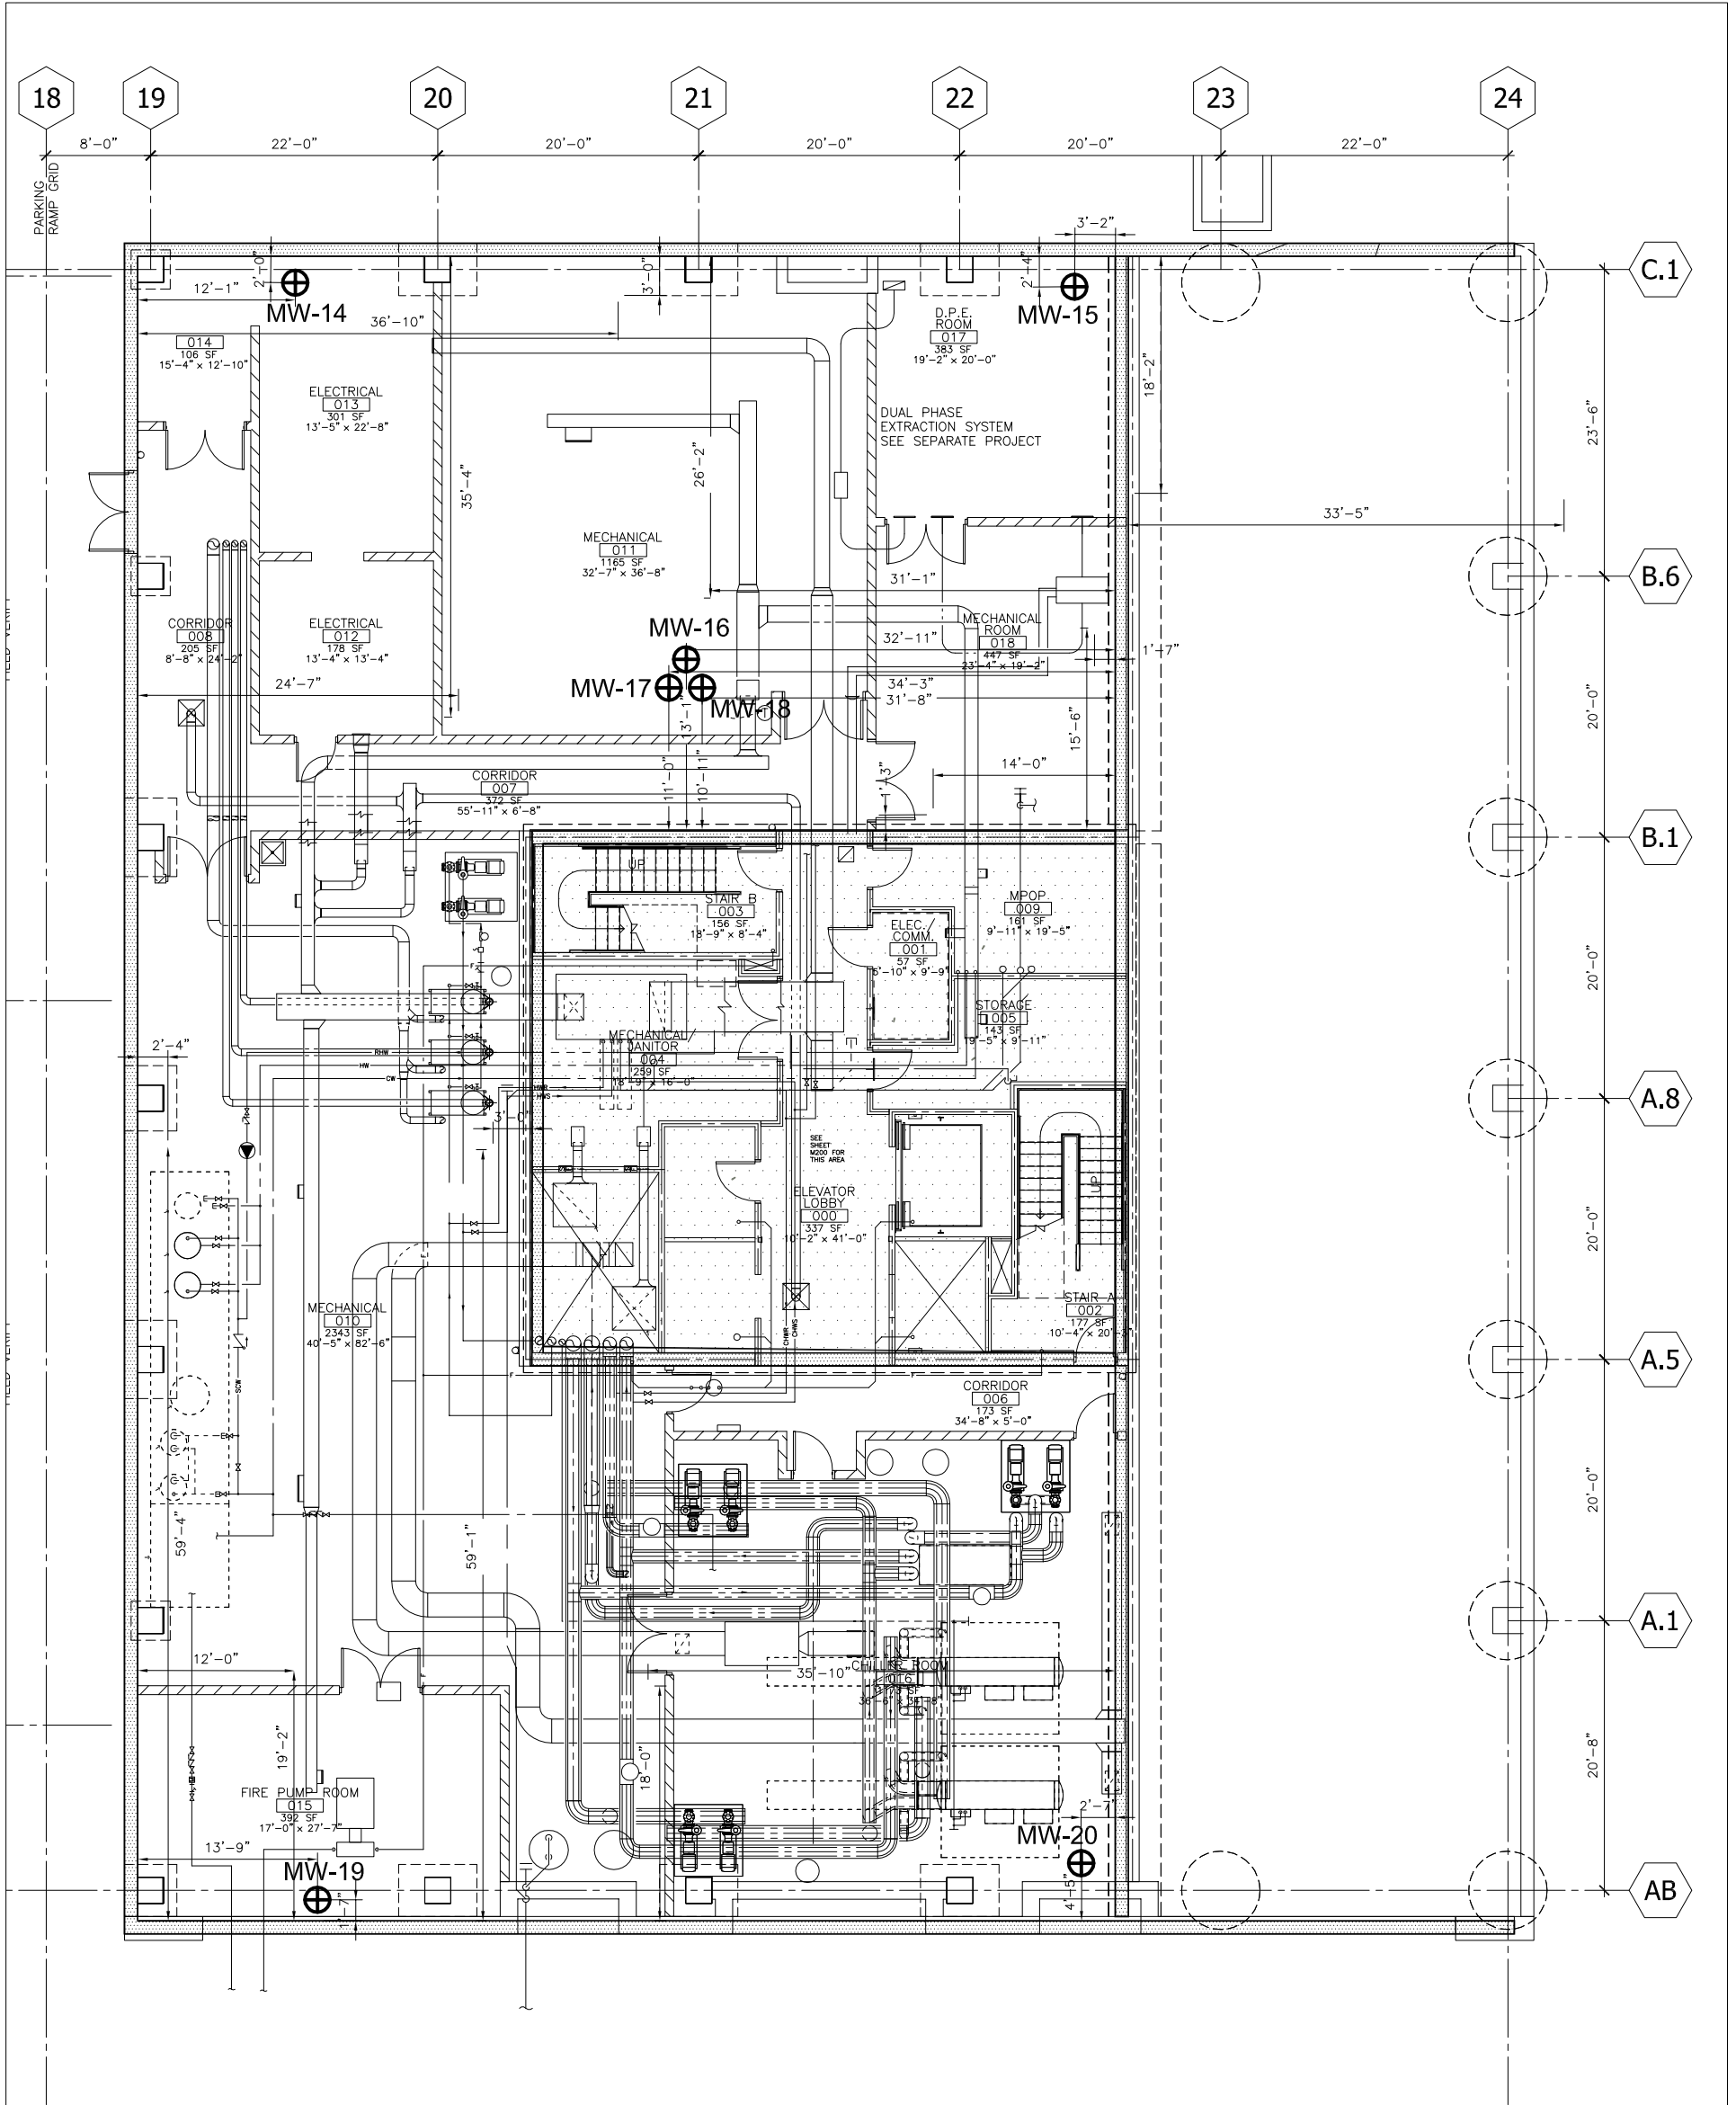 18
19
20
21
22
23
24
8'-0"
22'-0"
20'-0"
20'-0"
20'-0"
22'-0"
PARKING
RAMP GRID
3'-2"
C.1
12'-1"
2'-0"
MW-14
3'-0"
2'-4"
MW-15
36'-10"
014
106 SF
15'-4" x 12'-10"
D.P.E.
ROOM
017
383 SF
19'-2" x 20'-0"
18'-2"
ELECTRICAL
013
301 SF
13'-5" x 22'-8"
DUAL PHASE
EXTRACTION SYSTEM
SEE SEPARATE PROJECT
23'-6"
35'-4"
26'-2"
33'-5"
MECHANICAL
011
1165 SF
32'-7" x 36'-8"
31'-1"
B.6
CORRIDOR
008
205 SF
8'-8" x 24'-2"
ELECTRICAL
012
178 SF
13'-4" x 13'-4"
MW-16
32'-11"
MECHANICAL
ROOM
018
447 SF
23'-4" x 19'-2"
1'-7"
24'-7"
MW-17
MW-18
34'-3"
31'-8"
20'-0"
15'-6"
CORRIDOR
007
372 SF
55'-11" x 6'-8"
11'-0"
10'-11"
14'-0"
B.1
UP
STAIR B
003
156 SF
18'-9" x 8'-4"
ELEC./
COMM.
001
57 SF
5'-10" x 9'-9"
MPOP
009
161 SF
9'-11" x 19'-5"
20'-0"
F
STORAGE
005
143 SF
19'-5" x 9'-11"
MECHANICAL/
JANITOR
004
259 SF
18'-9" x 16'-0"
2'-4"
RHW
HW
CW
HWR
HWS
3'-0"
A.8
SEE
SHEET
M200 FOR
THIS AREA
ELEVATOR
LOBBY
000
337 SF
10'-2" x 41'-0"
UP
20'-0"
MECHANICAL
010
2343 SF
40'-5" x 82'-6"
STAIR A
002
177 SF
CHWR
CHWS
SCW
F
F
A.5
CORRIDOR
006
173 SF
34'-8" x 5'-0"
20'-0"
59'-4"
59'-1"
A.1
12'-0"
35'-10"
CHILLER ROOM
016
19'-2"
18'-0"
20'-8"
FIRE PUMP ROOM
015
392 SF
17'-0" x 27'-7"
13'-9"
2'-7"
MW-19
MW-20
1'-7"
4'-5"
AB